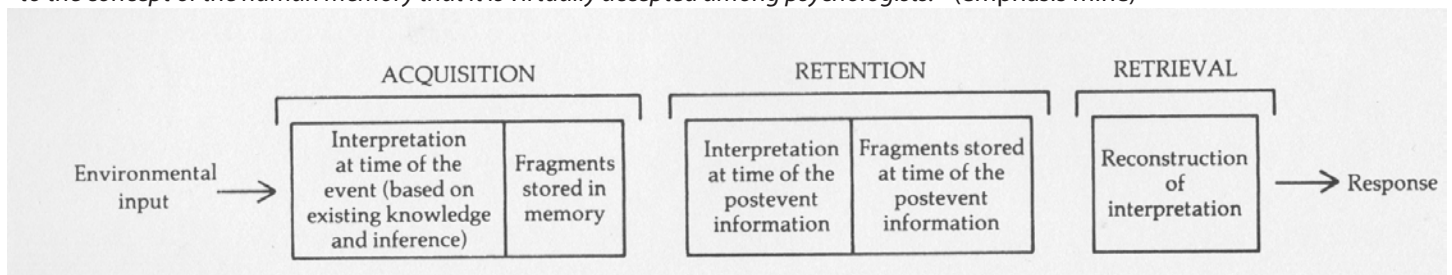 to the concept of the human memory that it is virtually accepted among psychologists." (emphasis mine)
ACQUISITION
RETENTION
RETRIEVAL
Environmental
input
Interpretation
at time of the
event (based on
existing knowledge
and inference)
Fragments
stored in
memory
Interpretation
at time of the
postevent
information
Fragments stored
at time of the
postevent
information
Reconstruction
of
interpretation
Response